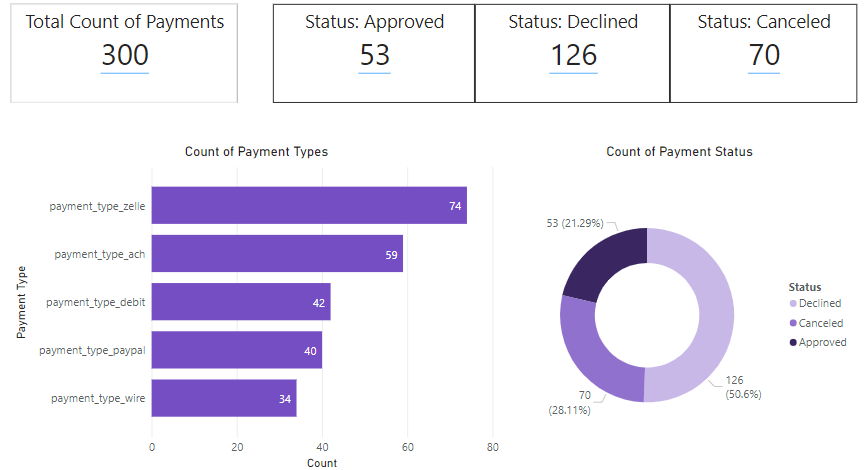 Total Count of Payments
300
Status: Approved
53
Status: Declined
126
Status: Canceled
70
Count of Payment Types
Payment Type
payment_type_zelle
74
payment_type_ach
59
payment_type_debit
42
payment_type_paypal
40
payment_type_wire
34
0
20
40
60
80
Count
Count of Payment Status
53 (21.29%)
70
(28.11%)
126
(50.6%)
Status
Declined
Canceled
Approved